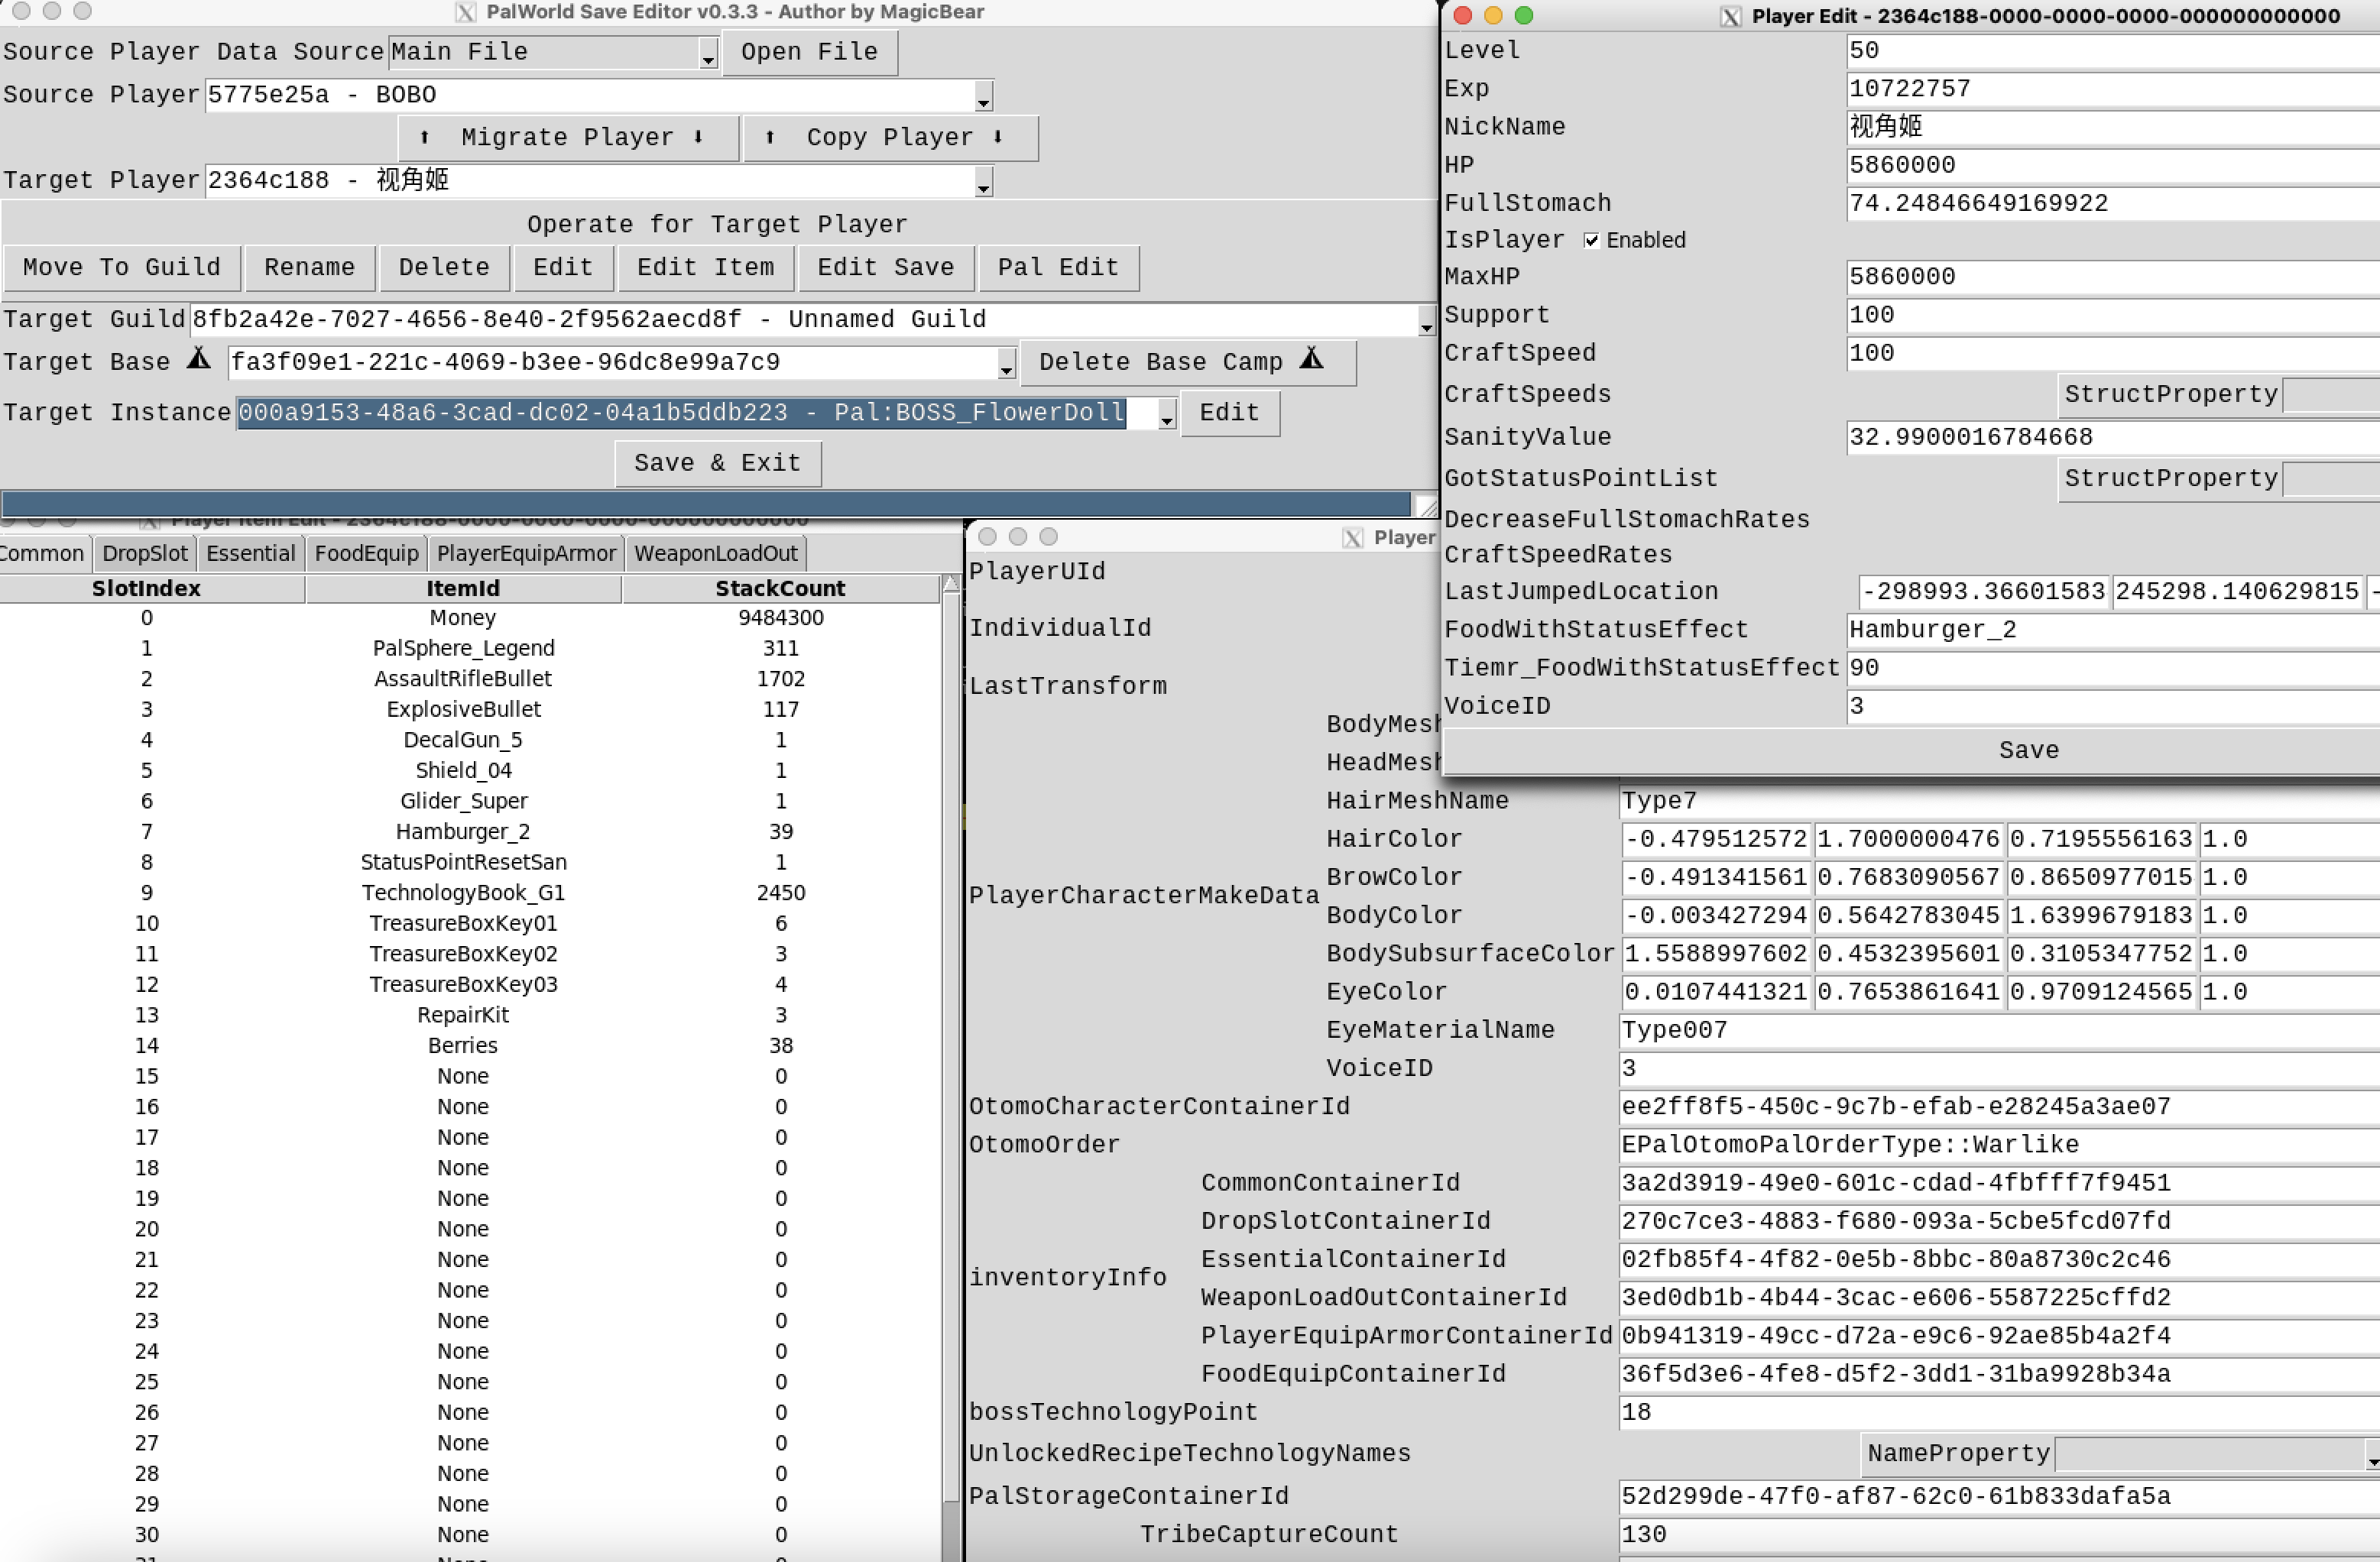 PalWorld Save Editor v0.3.3 - Author by MagicBear
Source Player Data Source Main File Open File
Source Player 5775e25a - BOBO
⬆ Migrate Player ⬇ ⬆ Copy Player ⬇
Target Player 2364c188 - 视角姬
Operate for Target Player
Move To Guild Rename Delete Edit Edit Item Edit Save Pal Edit
Target Guild 8fb2a42e-7027-4656-8e40-2f9562aecd8f - Unnamed Guild
Target Base fa3f09e1-221c-4069-b3ee-96dc8e99a7c9 Delete Base Camp
Target Instance 000a9153-48a6-3cad-dc02-04a1b5ddb223 - Pal:BOSS_FlowerDoll Edit
Save & Exit
Player Edit - 2364c188-0000-0000-0000-000000000000
Level 50
Exp 10722757
NickName 视角姬
HP 5860000
FullStomach 74.24846649169922
IsPlayer Enabled
MaxHP 5860000
Support 100
CraftSpeed 100
CraftSpeeds StructProperty
SanityValue 32.9900016784668
GotStatusPointList StructProperty
DecreaseFullStomachRates
CraftSpeedRates
LastJumpedLocation -298993.36601583 245298.140629815 -
FoodWithStatusEffect Hamburger_2
Tiemr_FoodWithStatusEffect 90
VoiceID 3
Save
Player Item Edit - 2364c188-0000-0000-0000-000000000000
Common DropSlot Essential FoodEquip PlayerEquipArmor WeaponLoadOut
SlotIndex ItemId StackCount
0 Money 9484300
1 PalSphere_Legend 311
2 AssaultRifleBullet 1702
3 ExplosiveBullet 117
4 DecalGun_5 1
5 Shield_04 1
6 Glider_Super 1
7 Hamburger_2 39
8 StatusPointResetSan 1
9 TechnologyBook_G1 2450
10 TreasureBoxKey01 6
11 TreasureBoxKey02 3
12 TreasureBoxKey03 4
13 RepairKit 3
14 Berries 38
15 None 0
16 None 0
17 None 0
18 None 0
19 None 0
20 None 0
21 None 0
22 None 0
23 None 0
24 None 0
25 None 0
26 None 0
27 None 0
28 None 0
29 None 0
30 None 0
Player
PlayerUId
IndividualId
LastTransform
PlayerCharacterMakeData
BodyMesh
HeadMesh
HairMeshName Type7
HairColor -0.479512572 1.7000000476 0.7195556163 1.0
BrowColor -0.491341561 0.7683090567 0.8650977015 1.0
BodyColor -0.003427294 0.5642783045 1.6399679183 1.0
BodySubsurfaceColor 1.5588997602 0.4532395601 0.3105347752 1.0
EyeColor 0.0107441321 0.7653861641 0.9709124565 1.0
EyeMaterialName Type007
VoiceID 3
OtomoCharacterContainerId ee2ff8f5-450c-9c7b-efab-e28245a3ae07
OtomoOrder EPalOtomoPalOrderType::Warlike
inventoryInfo
CommonContainerId 3a2d3919-49e0-601c-cdad-4fbfff7f9451
DropSlotContainerId 270c7ce3-4883-f680-093a-5cbe5fcd07fd
EssentialContainerId 02fb85f4-4f82-0e5b-8bbc-80a8730c2c46
WeaponLoadOutContainerId 3ed0db1b-4b44-3cac-e606-5587225cffd2
PlayerEquipArmorContainerId 0b941319-49cc-d72a-e9c6-92ae85b4a2f4
FoodEquipContainerId 36f5d3e6-4fe8-d5f2-3dd1-31ba9928b34a
bossTechnologyPoint 18
UnlockedRecipeTechnologyNames NameProperty
PalStorageContainerId 52d299de-47f0-af87-62c0-61b833dafa5a
TribeCaptureCount 130